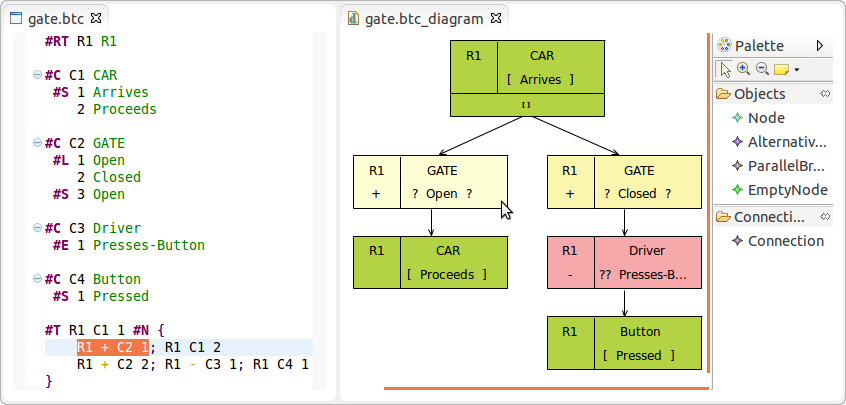 gate.btc
#RT R1 R1
#C C1 CAR
#S 1 Arrives
2 Proceeds
#C C2 GATE
#L 1 Open
2 Closed
#S 3 Open
#C C3 Driver
#E 1 Presses-Button
#C C4 Button
#S 1 Pressed
#T R1 C1 1 #N {
R1 + C2 1; R1 C1 2
R1 + C2 2; R1 - C3 1; R1 C4 1
}
gate.btc_diagram
R1 CAR
[ Arrives ]
[]
R1 GATE
+ ? Open ?
R1 GATE
+ ? Closed ?
R1 CAR
[ Proceeds ]
R1 Driver
- ?? Presses-B...
R1 Button
[ Pressed ]
Palette
Objects
Node
Alternativ...
ParallelBr...
EmptyNode
Connecti...
Connection